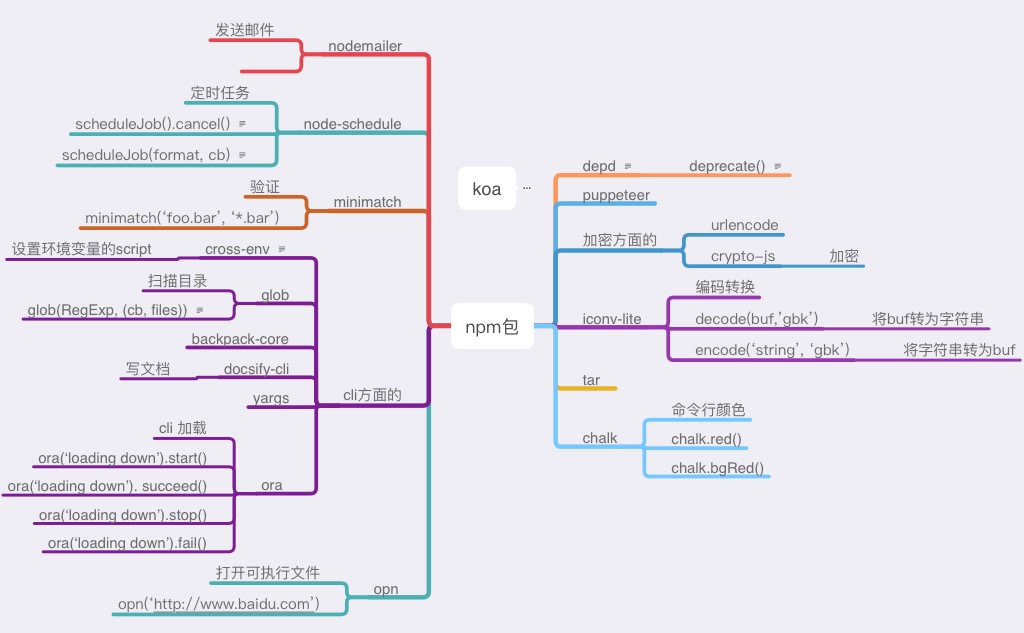 koa
npm包
depd
deprecate()
puppeteer
加密方面的
urlencode
crypto-js
加密
iconv-lite
编码转换
decode(buf,’gbk’)
将buf转为字符串
encode(‘string’, ‘gbk’)
将字符串转为buf
tar
chalk
命令行颜色
chalk.red()
chalk.bgRed()
nodemailer
发送邮件
node-schedule
定时任务
scheduleJob().cancel()
scheduleJob(format, cb)
minimatch
验证
minimatch(‘foo.bar’, ‘*.bar’)
cli方面的
cross-env
设置环境变量的script
glob
扫描目录
glob(RegExp, (cb, files))
backpack-core
docsify-cli
写文档
yargs
ora
cli 加载
ora(‘loading down’).start()
ora(‘loading down’). succeed()
ora(‘loading down’).stop()
ora(‘loading down’).fail()
opn
打开可执行文件
opn(‘http://www.baidu.com’)